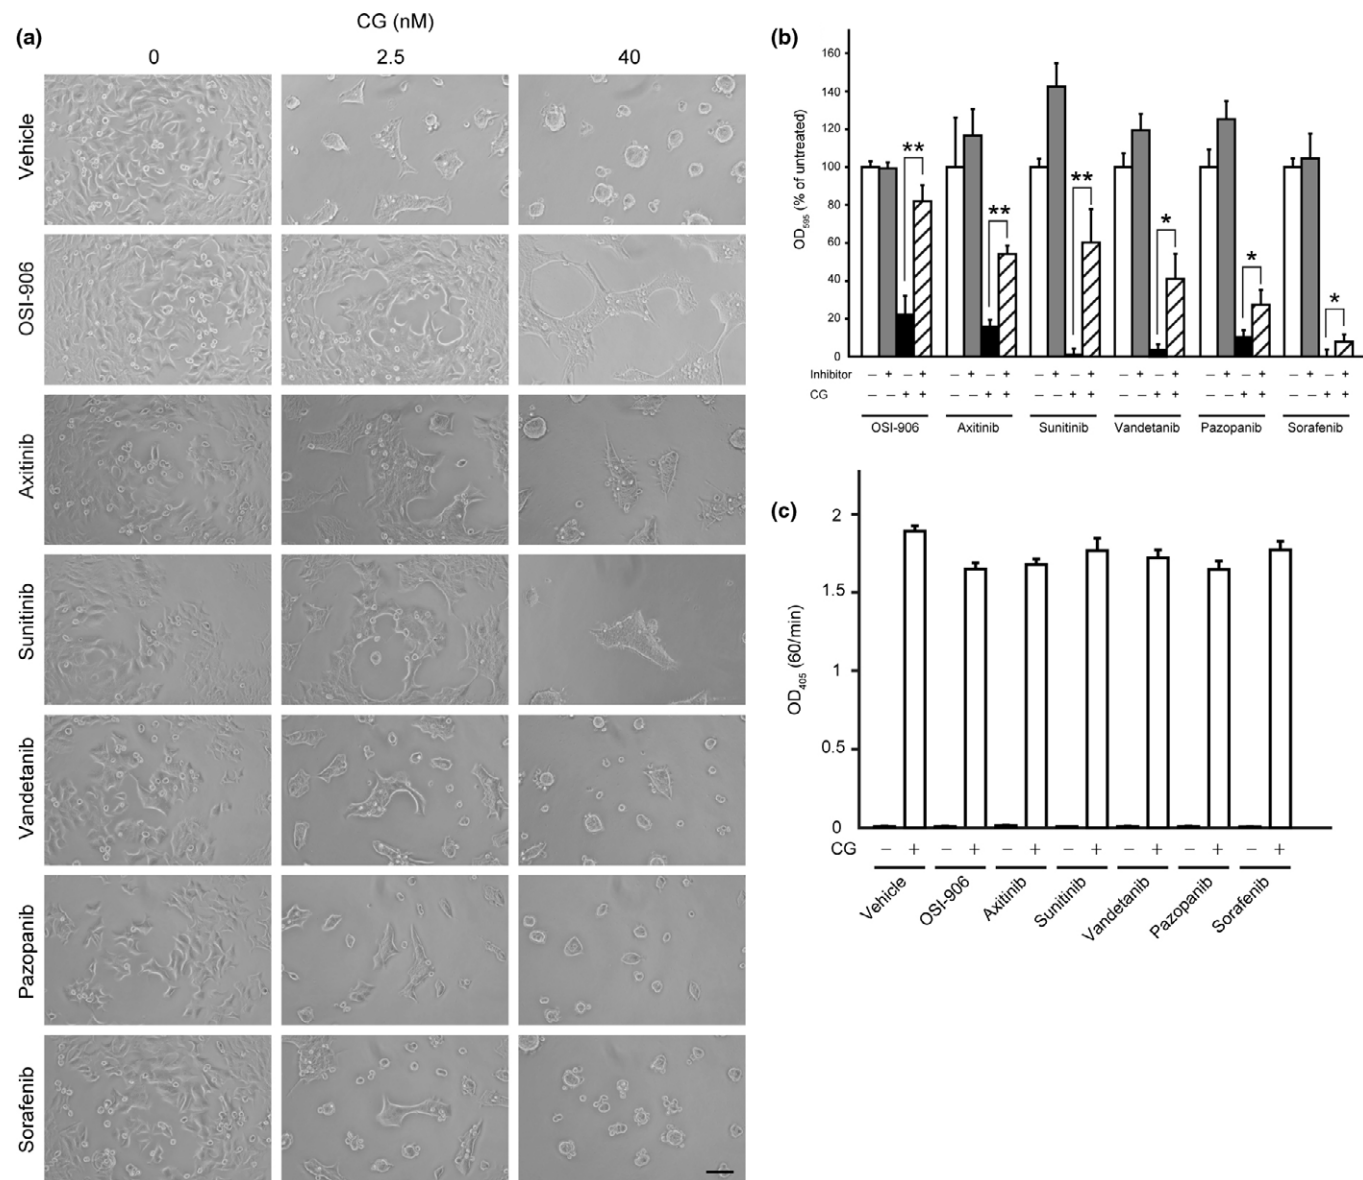 (a)
CG (nM)
0 2.5 40
Vehicle
OSI-906
Axitinib
Sunitinib
Vandetanib
Pazopanib
Sorafenib
(b)
OD595 (% of untreated)
160
140
120
100
80
60
40
20
0
** ** ** * * *
Inhibitor – + – + – + – + – + – + – + – + – + – + – + – +
CG – – + + – – + + – – + + – – + + – – + + – – + +
OSI-906 Axitinib Sunitinib Vandetanib Pazopanib Sorafenib
(c)
OD405 (60/min)
2
1.5
1
0.5
0
CG – + – + – + – + – + – + – +
Vehicle OSI-906 Axitinib Sunitinib Vandetanib Pazopanib Sorafenib